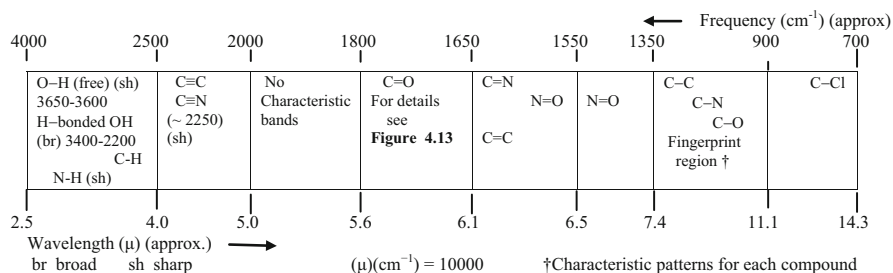 Frequency (cm⁻¹) (approx)
4000 2500 2000 1800 1650 1550 1350 900 700
O–H (free) (sh)
3650-3600
H–bonded OH
(br) 3400-2200
C-H
N-H (sh)
C≡C
C≡N
(~ 2250)
(sh)
No
Characteristic
bands
C=O
For details
see
Figure 4.13
C=N
N=O
C=C
N=O
C–C
C–N
C–O
Fingerprint
region †
C–Cl
2.5 4.0 5.0 5.6 6.1 6.5 7.4 11.1 14.3
Wavelength (μ) (approx.)
br broad sh sharp (μ)(cm⁻¹) = 10000 †Characteristic patterns for each compound